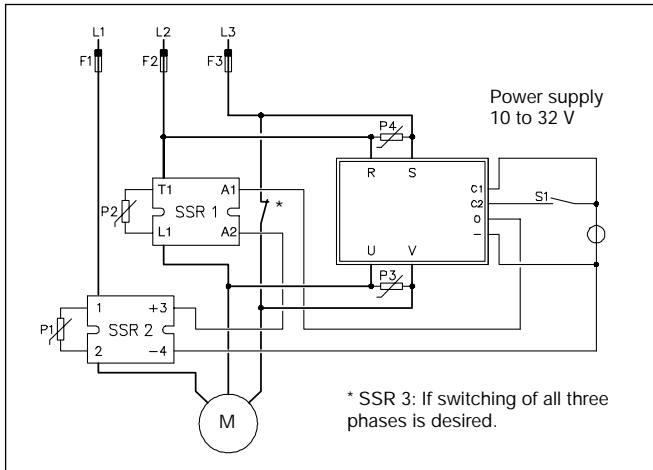 L1 L2 L3
F1 F2 F3
Power supply
10 to 32 V
P4
R S
T1 A1
P2 SSR 1 *
L1 A2
C1
C2 S1
O
−
U V
P3
1 +3
P1 SSR 2
2 −4
M
* SSR 3: If switching of all three
phases is desired.